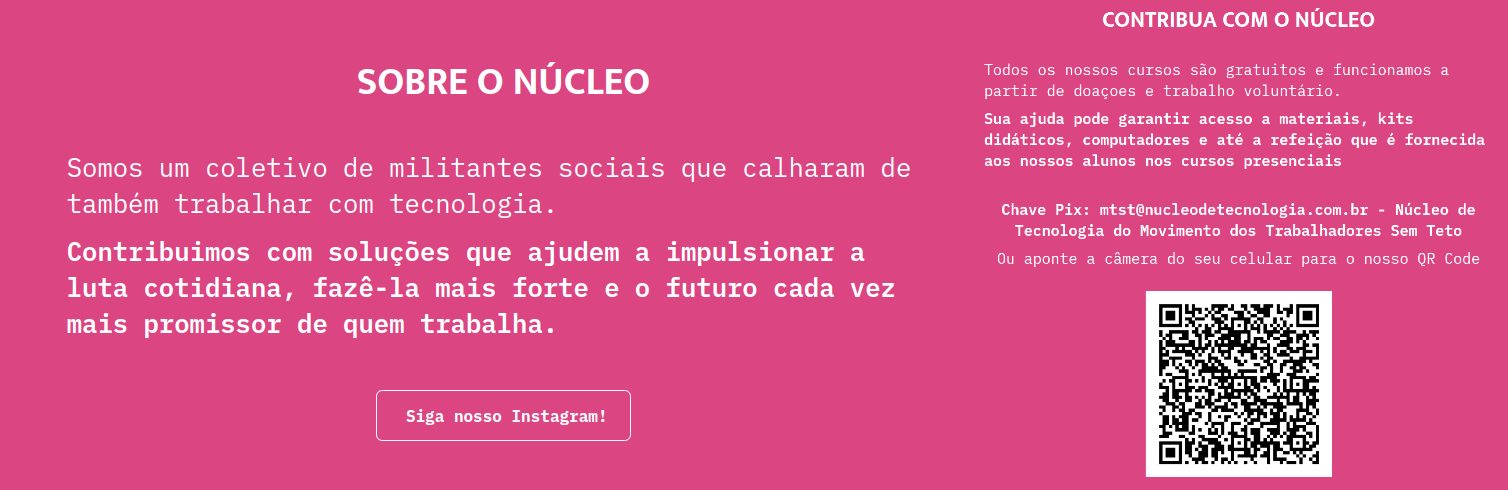 SOBRE O NÚCLEO
Somos um coletivo de militantes sociais que calharam de
também trabalhar com tecnologia.
Contribuimos com soluções que ajudem a impulsionar a
luta cotidiana, fazê-la mais forte e o futuro cada vez
mais promissor de quem trabalha.
Siga nosso Instagram!
CONTRIBUA COM O NÚCLEO
Todos os nossos cursos são gratuitos e funcionamos a
partir de doaçoes e trabalho voluntário.
Sua ajuda pode garantir acesso a materiais, kits
didáticos, computadores e até a refeição que é fornecida
aos nossos alunos nos cursos presenciais
Chave Pix: mtst@nucleodetecnologia.com.br - Núcleo de
Tecnologia do Movimento dos Trabalhadores Sem Teto
Ou aponte a câmera do seu celular para o nosso QR Code